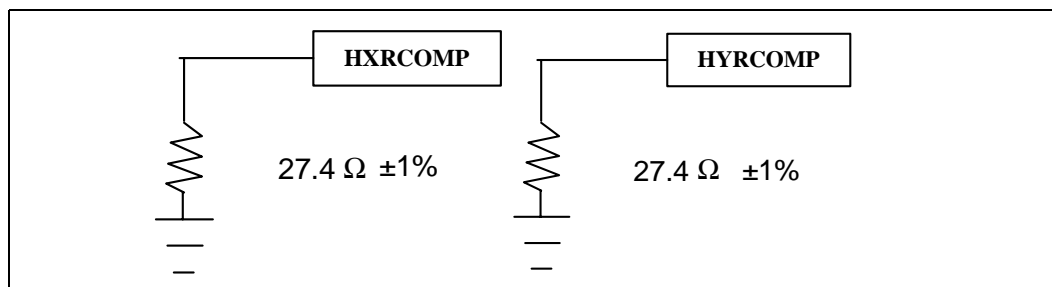 HXRCOMP
HYRCOMP
27.4 Ω ±1%
27.4 Ω ±1%